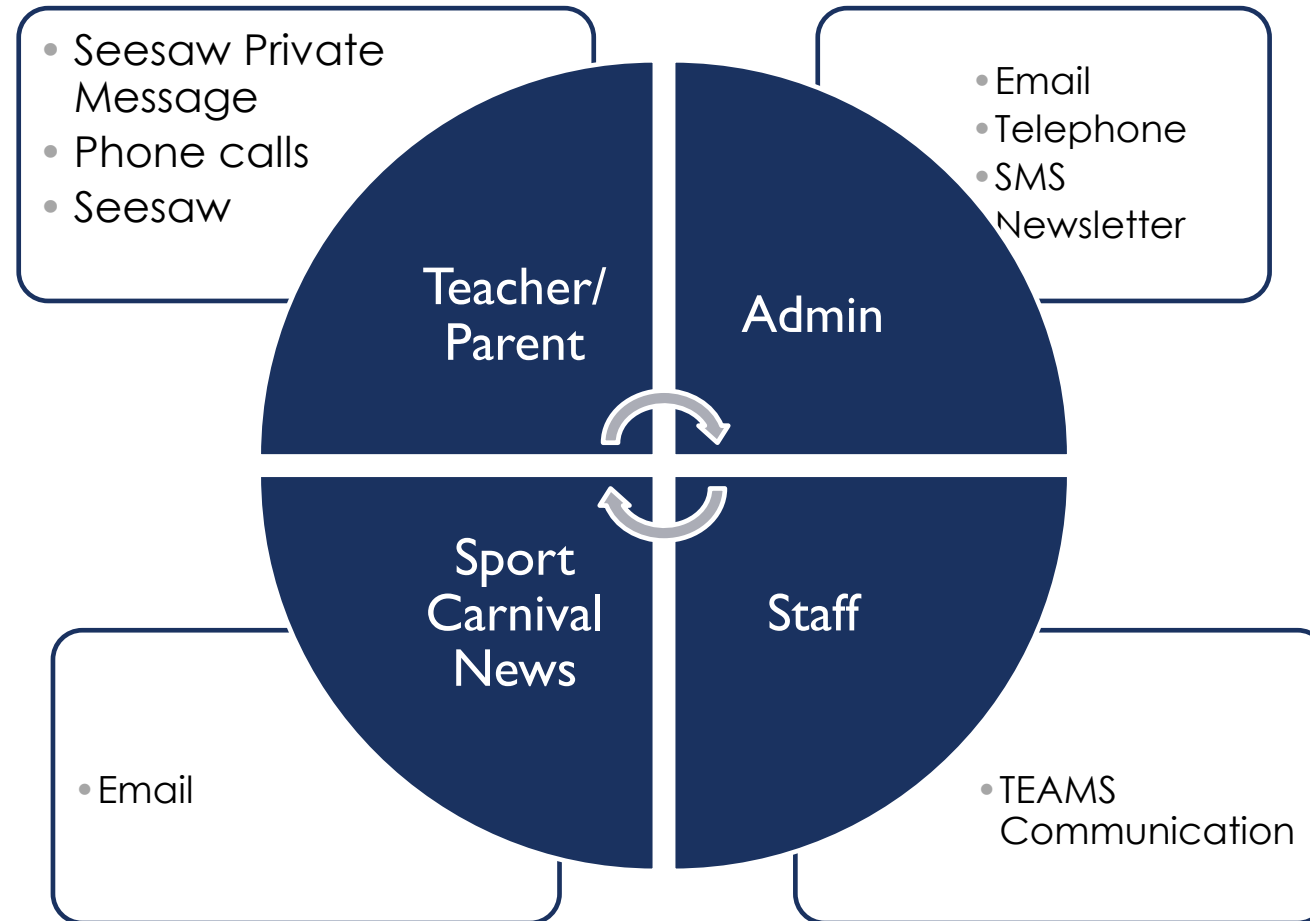 Seesaw Private
Message
Phone calls
Seesaw
Email
Telephone
SMS
Newsletter
Teacher/
Parent
Admin
Sport
Carnival
News
Staff
Email
TEAMS
Communication